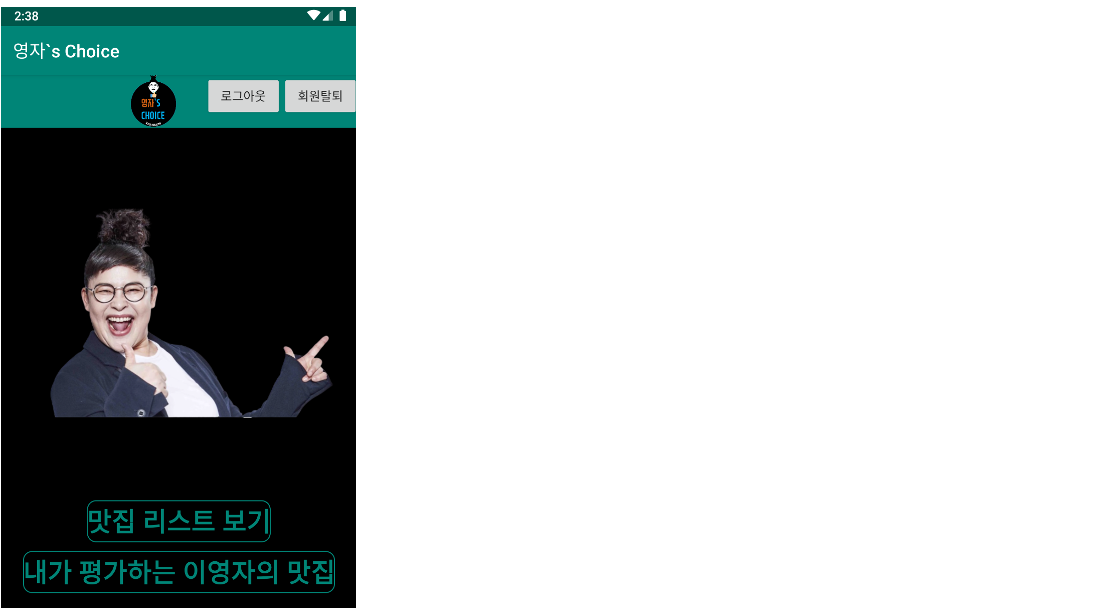 2:38
영자`s Choice
영자`S
CHOICE
로그아웃
회원탈퇴
맛집 리스트 보기
내가 평가하는 이영자의 맛집